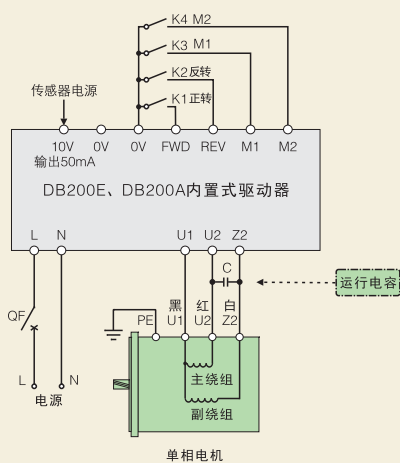 K4 M2
K3 M1
K2 反转
K1 正转
传感器电源
10V 0V 0V FWD REV M1 M2
输出50mA
DB200E、DB200A内置式驱动器
L N U1 U2 Z2
C
运行电容
QF
黑 红 白
PE U1 U2 Z2
主绕组
副绕组
L N
电源
单相电机